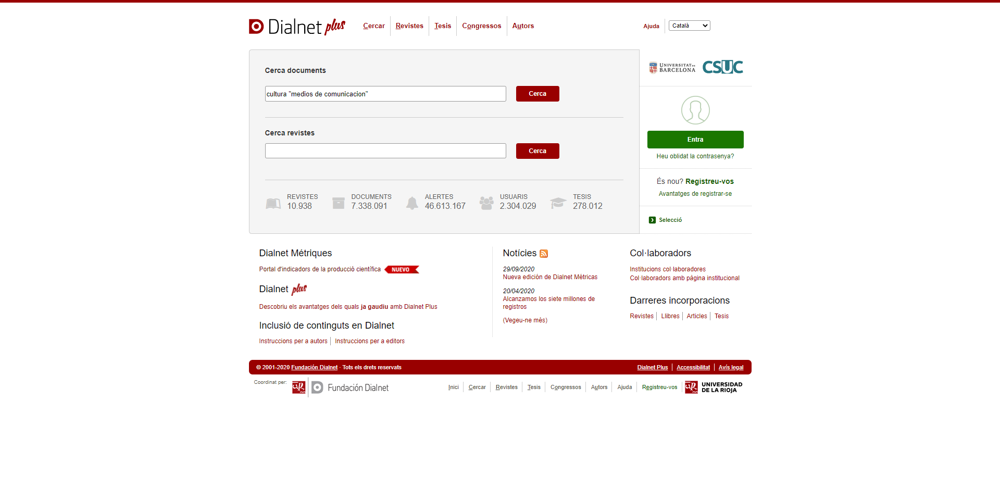 Dialnet plus
Cercar
Revistes
Tesis
Congressos
Autors
Ajuda
Català
Cerca documents
cultura "medios de comunicacion"
Cerca
Cerca revistes
Cerca
REVISTES
10.938
DOCUMENTS
7.338.091
ALERTES
46.613.167
USUARIS
2.304.029
TESIS
278.012
UNIVERSITAT DE
BARCELONA
CSUC
Entra
Heu oblidat la contrasenya?
És nou? Registreu-vos
Avantatges de registrar-se
Selecció
Dialnet Métriques
Portal d'indicadors de la producció científica NUEVO
Dialnet plus
Descobriu els avantatges dels quals ja gaudiu amb Dialnet Plus
Inclusió de continguts en Dialnet
Instruccions per a autors
Instruccions per a editors
Notícies
29/09/2020
Nueva edición de Dialnet Métricas
20/04/2020
Alcanzamos los siete millones de
registros
(Vegeu-ne més)
Col·laboradors
Institucions col·laboradores
Col·laboradors amb pàgina institucional
Darreres incorporacions
Revistes
Llibres
Articles
Tesis
© 2001-2020 Fundación Dialnet · Tots els drets reservats
Dialnet Plus
Accessibilitat
Avís legal
Coordinat per:
Fundación Dialnet
Inici
Cercar
Revistes
Tesis
Congressos
Autors
Ajuda
Registreu-vos
UNIVERSIDAD
DE LA RIOJA